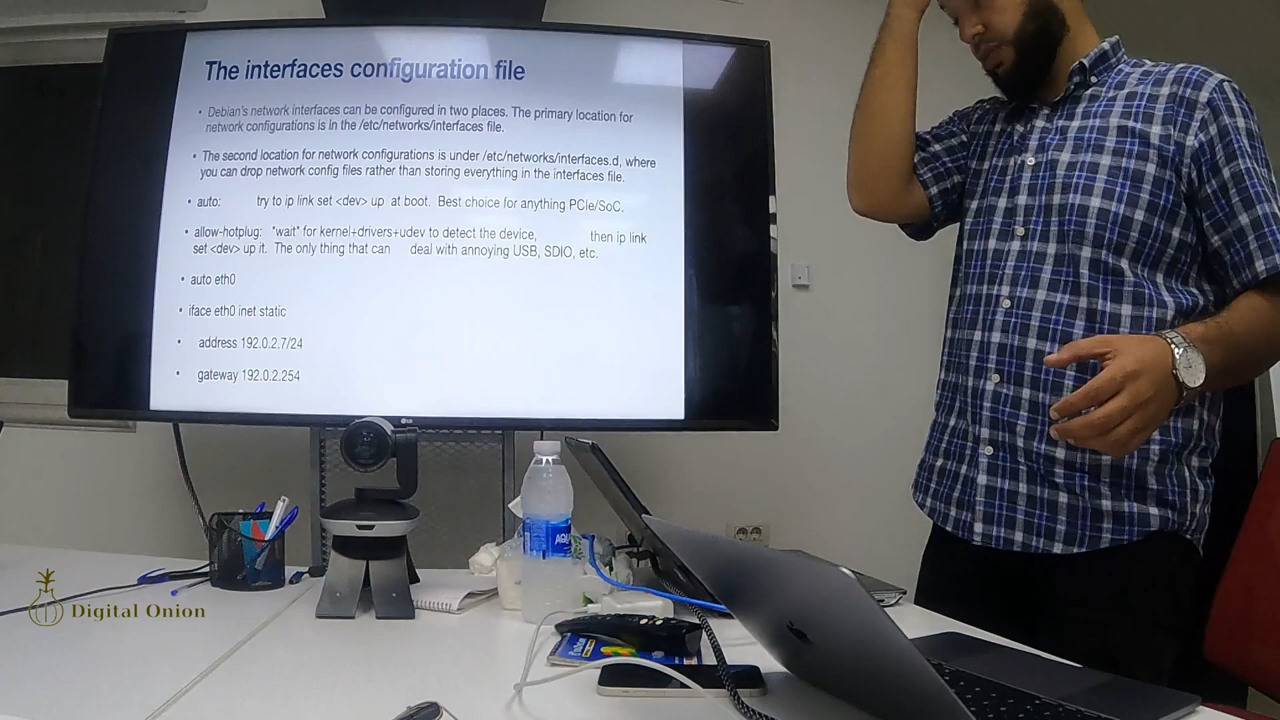 The interfaces configuration file
• Debian's network interfaces can be configured in two places. The primary location for
network configurations is in the /etc/networks/interfaces file.
• The second location for network configurations is under /etc/networks/interfaces.d, where
you can drop network config files rather than storing everything in the interfaces file.
• auto: try to ip link set <dev> up at boot. Best choice for anything PCIe/SoC.
• allow-hotplug: "wait" for kernel+drivers+udev to detect the device, then ip link
set <dev> up it. The only thing that can deal with annoying USB, SDIO, etc.
• auto eth0
• iface eth0 inet static
• address 192.0.2.7/24
• gateway 192.0.2.254
LG
Digital Onion